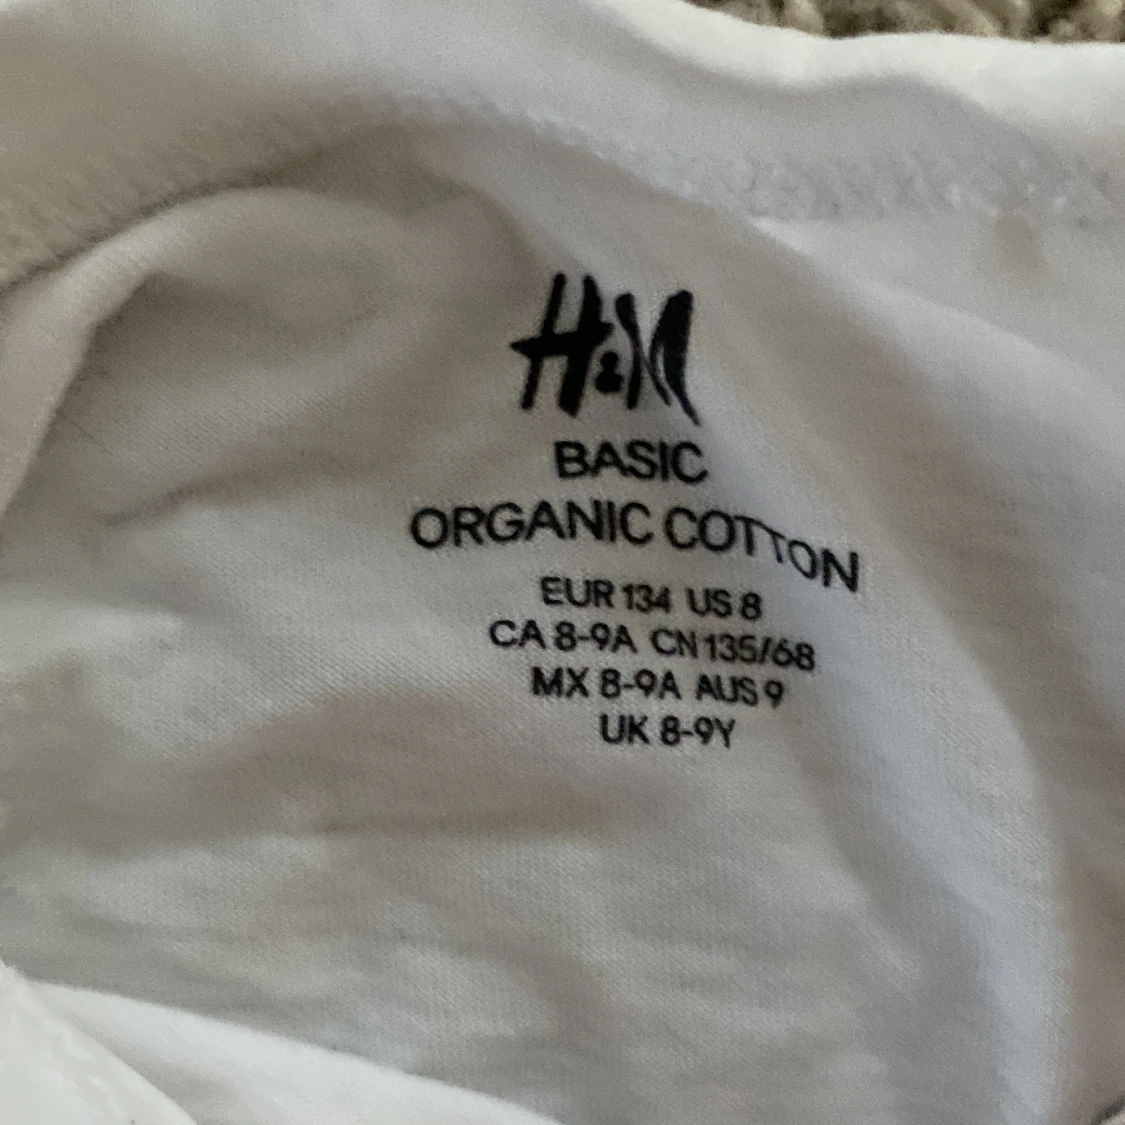 H&M
BASIC
ORGANIC COTTON
EUR 134 US 8
CA 8-9A CN 135/68
MX 8-9A AUS 9
UK 8-9Y